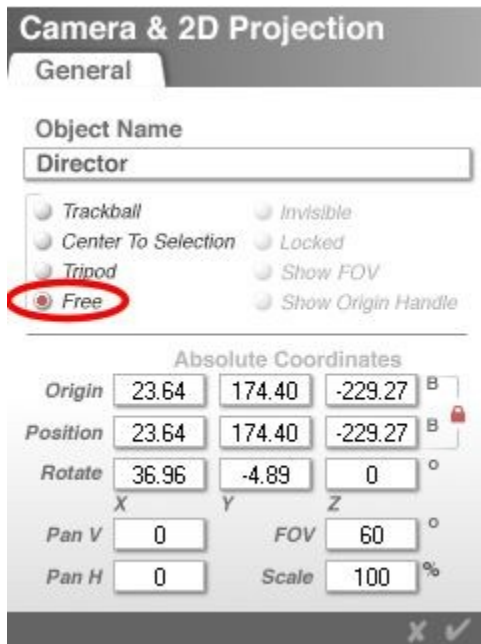 Camera & 2D Projection
General
Object Name
Director
Trackball Invisible
Center To Selection Locked
Tripod Show FOV
Free Show Origin Handle
Absolute Coordinates
Origin 23.64 174.40 -229.27 B
Position 23.64 174.40 -229.27 B
Rotate 36.96 -4.89 0 °
X Y Z
Pan V 0 FOV 60 °
Pan H 0 Scale 100 %